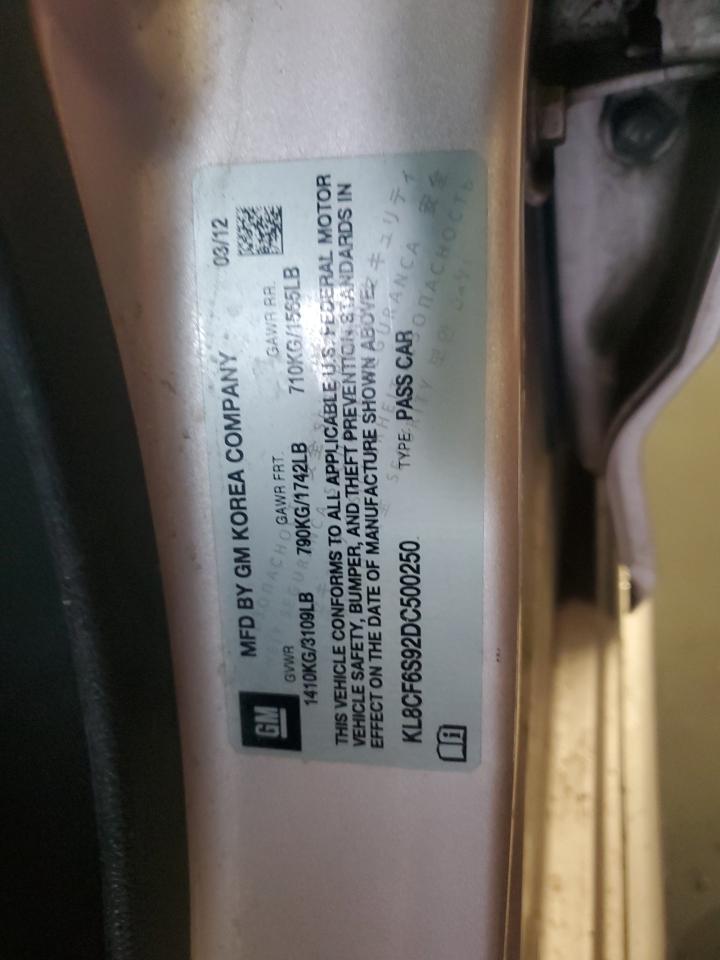 GM
MFD BY GM KOREA COMPANY 03/12
GVWR GAWR FRT. GAWR RR.
1410KG/3109LB 790KG/1742LB 710KG/1565LB
THIS VEHICLE CONFORMS TO ALL APPLICABLE U.S. FEDERAL MOTOR
VEHICLE SAFETY, BUMPER, AND THEFT PREVENTION STANDARDS IN
EFFECT ON THE DATE OF MANUFACTURE SHOWN ABOVE.
KL8CF6S92DC500250 TYPE: PASS CAR